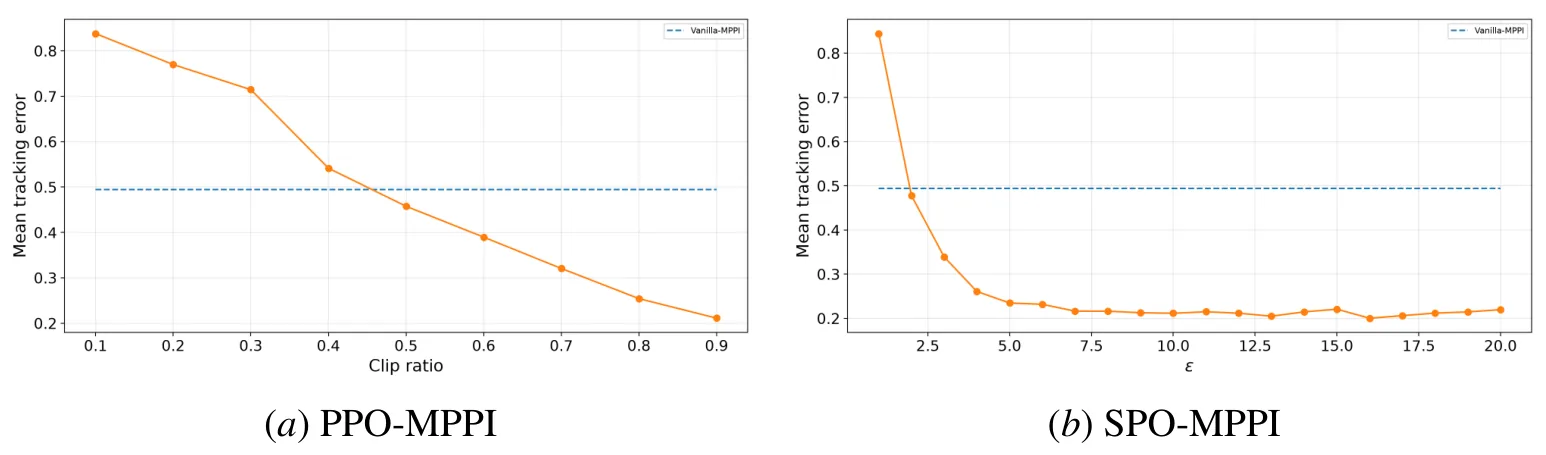 Mean tracking error
0.8
0.7
0.6
0.5
0.4
0.3
0.2
Vanilla-MPPI
0.1 0.2 0.3 0.4 0.5 0.6 0.7 0.8 0.9
Clip ratio
(a) PPO-MPPI
Mean tracking error
0.8
0.7
0.6
0.5
0.4
0.3
0.2
Vanilla-MPPI
2.5 5.0 7.5 10.0 12.5 15.0 17.5 20.0
ε
(b) SPO-MPPI